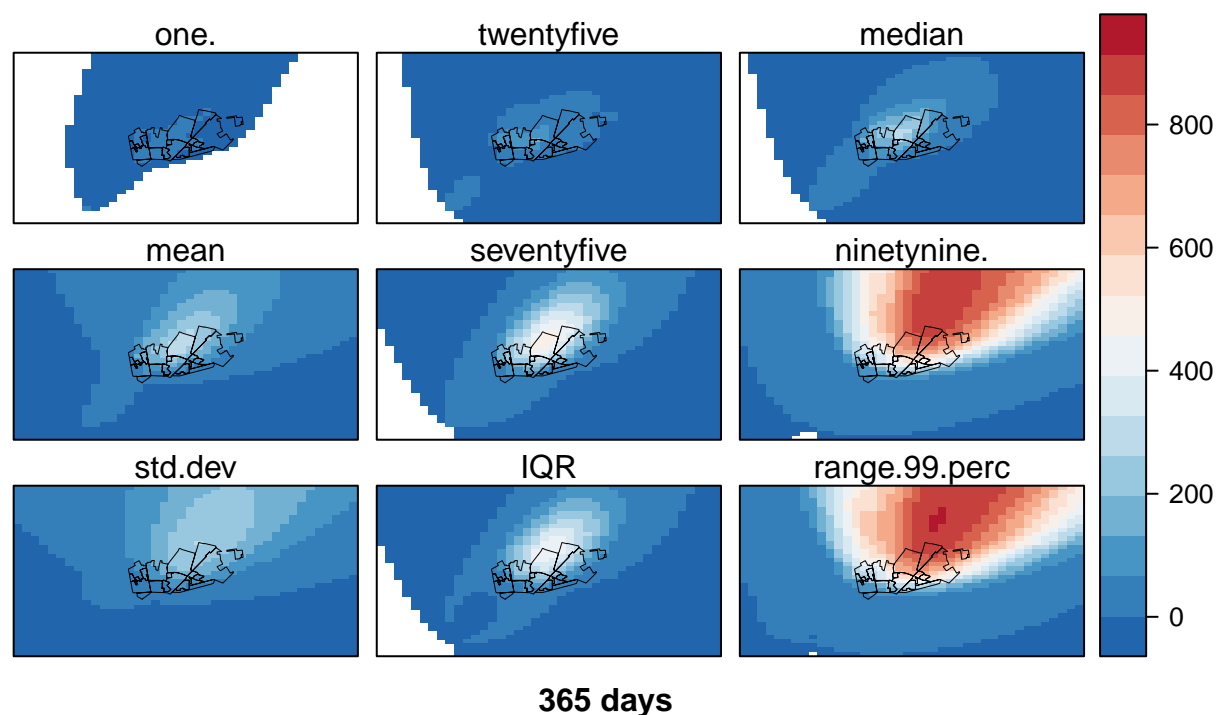 one.
twentyfive
median
mean
seventyfive
ninetynine.
std.dev
IQR
range.99.perc
800
600
400
200
0
365 days